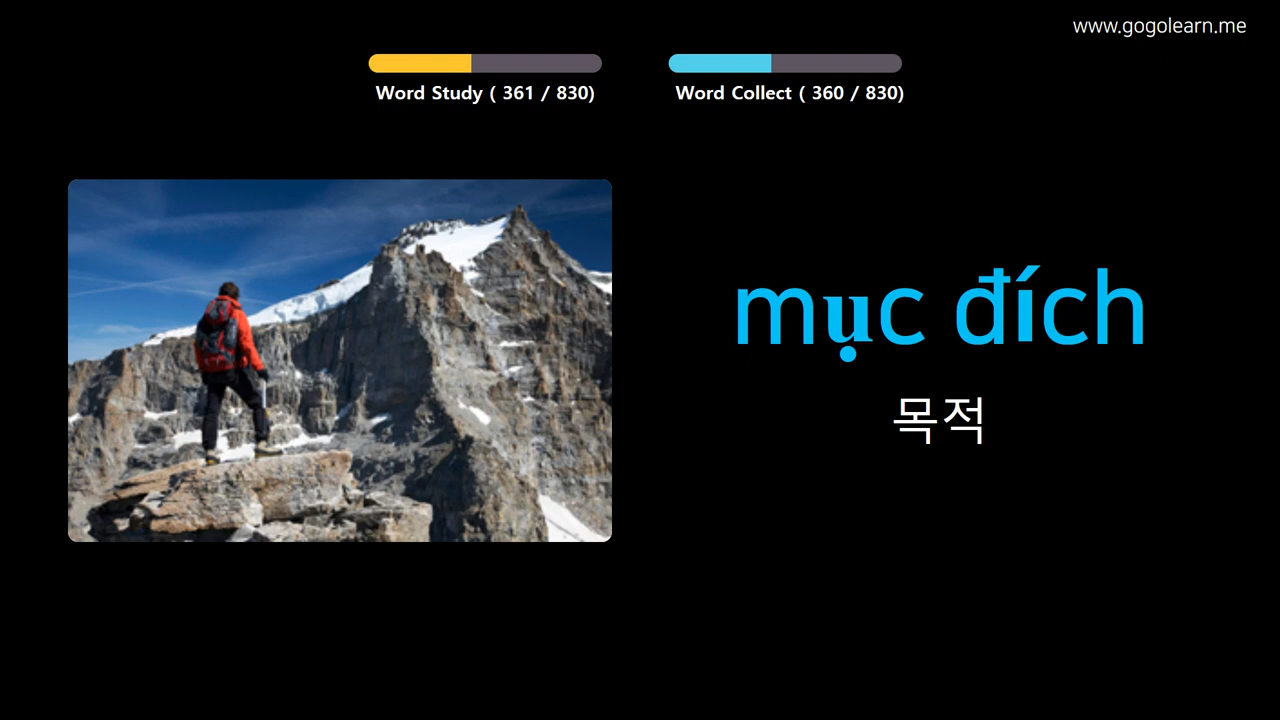 www.gogolearn.me
Word Study ( 361 / 830)
Word Collect ( 360 / 830)
mục đích
목적